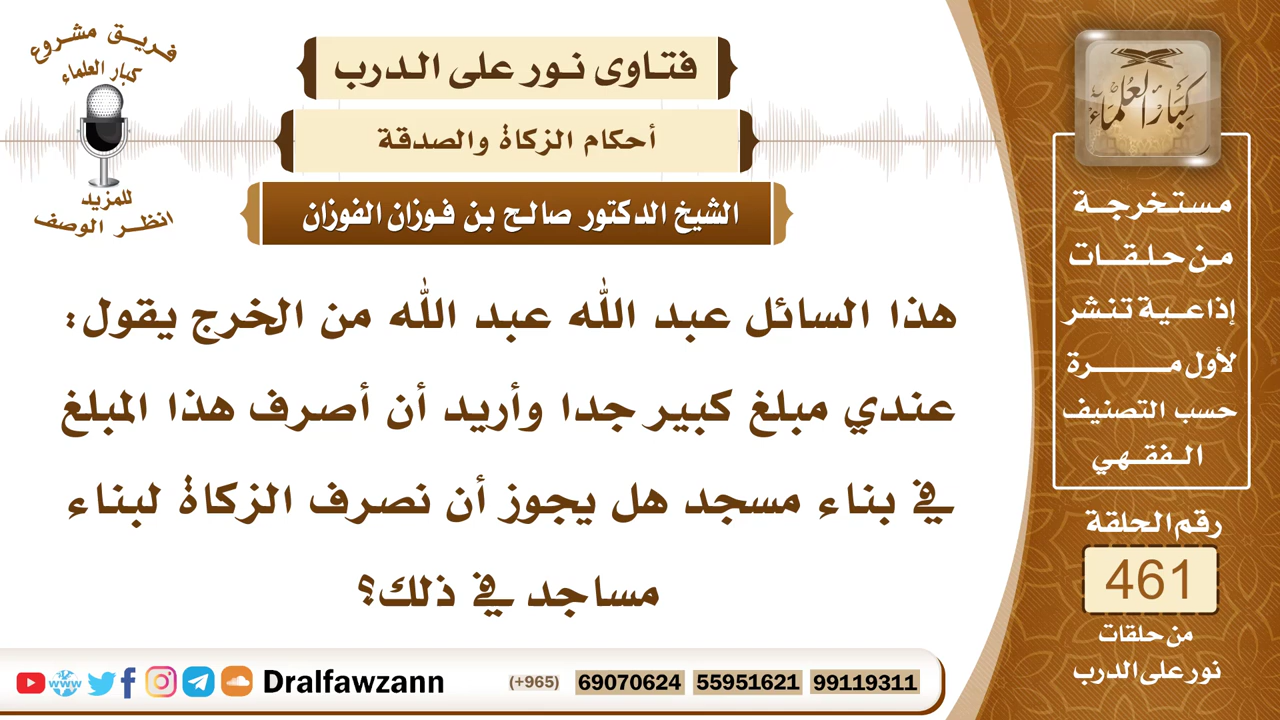 فريق مشروع
كبار العلماء
للمزيد
انظر الوصف
فتاوى نور على الدرب
أحكام الزكاة والصدقة
الشيخ الدكتور صالح بن فوزان الفوزان
هذا السائل عبد الله عبد الله من الخرج يقول:
عندي مبلغ كبير جدا وأريد أن أصرف هذا المبلغ
في بناء مسجد هل يجوز أن نصرف الزكاة لبناء
مساجد في ذلك؟
كبار العلماء
مستخرجة
من حلقات
إذاعية تنشر
لأول مرة
حسب التصنيف
الفقهي
رقم الحلقة
461
من حلقات
نور على الدرب
www Dralfawzann (+965) 69070624 55951621 99119311